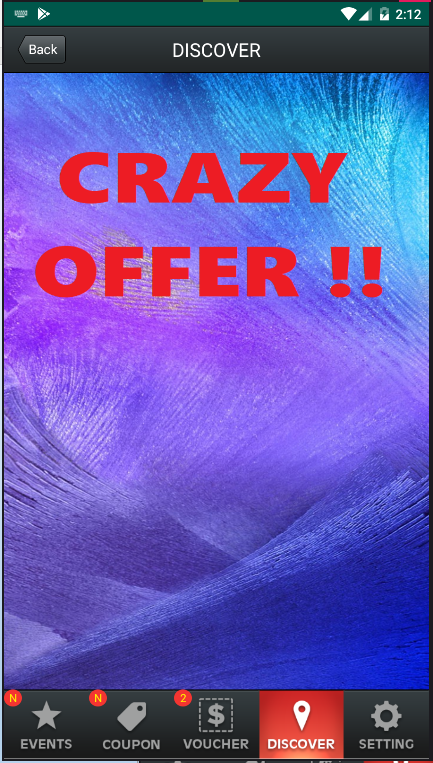 2:12
Back
DISCOVER
CRAZY
OFFER !!
N
N
2
$
EVENTS
COUPON
VOUCHER
DISCOVER
SETTING